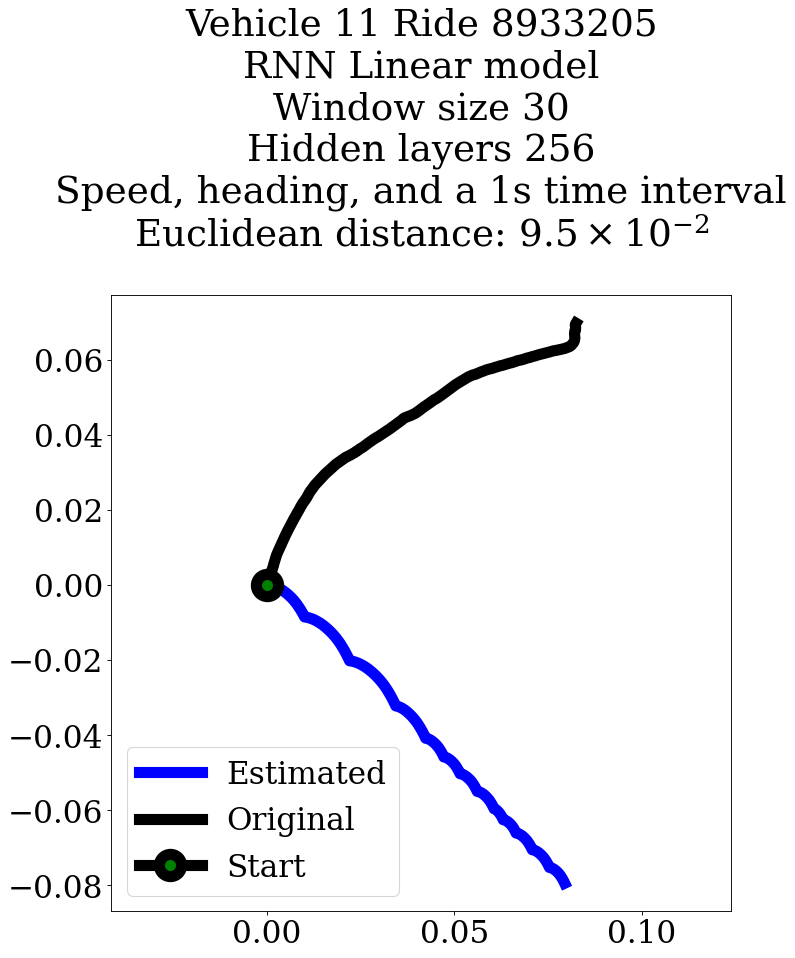 Vehicle 11 Ride 8933205
RNN Linear model
Window size 30
Hidden layers 256
Speed, heading, and a 1s time interval
Euclidean distance: 9.5 × 10⁻²
0.06
0.04
0.02
0.00
−0.02
−0.04
−0.06
−0.08
Estimated
Original
Start
0.00 0.05 0.10